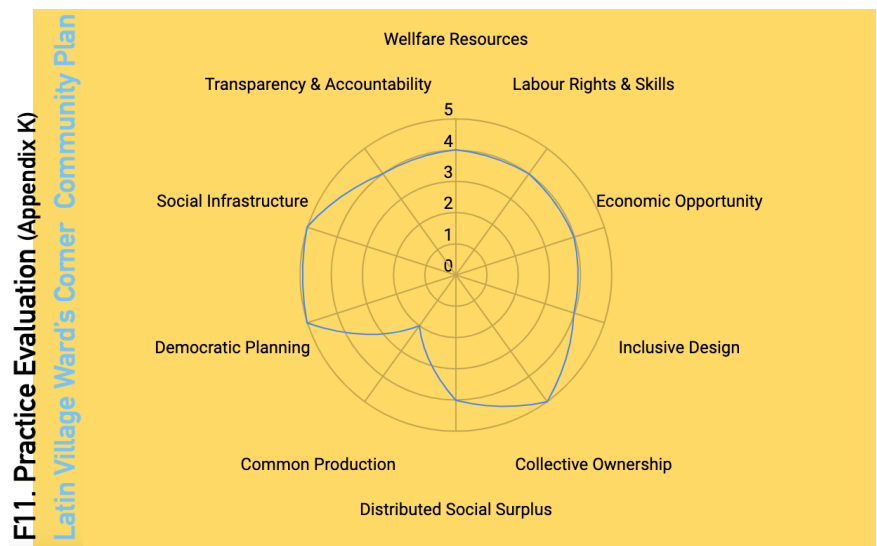 F11. Practice Evaluation (Appendix K)
Latin Village Ward's Corner Community Plan
Wellfare Resources
Transparency & Accountability
Labour Rights & Skills
5
4
3
2
1
0
Social Infrastructure
Economic Opportunity
Democratic Planning
Inclusive Design
Common Production
Collective Ownership
Distributed Social Surplus